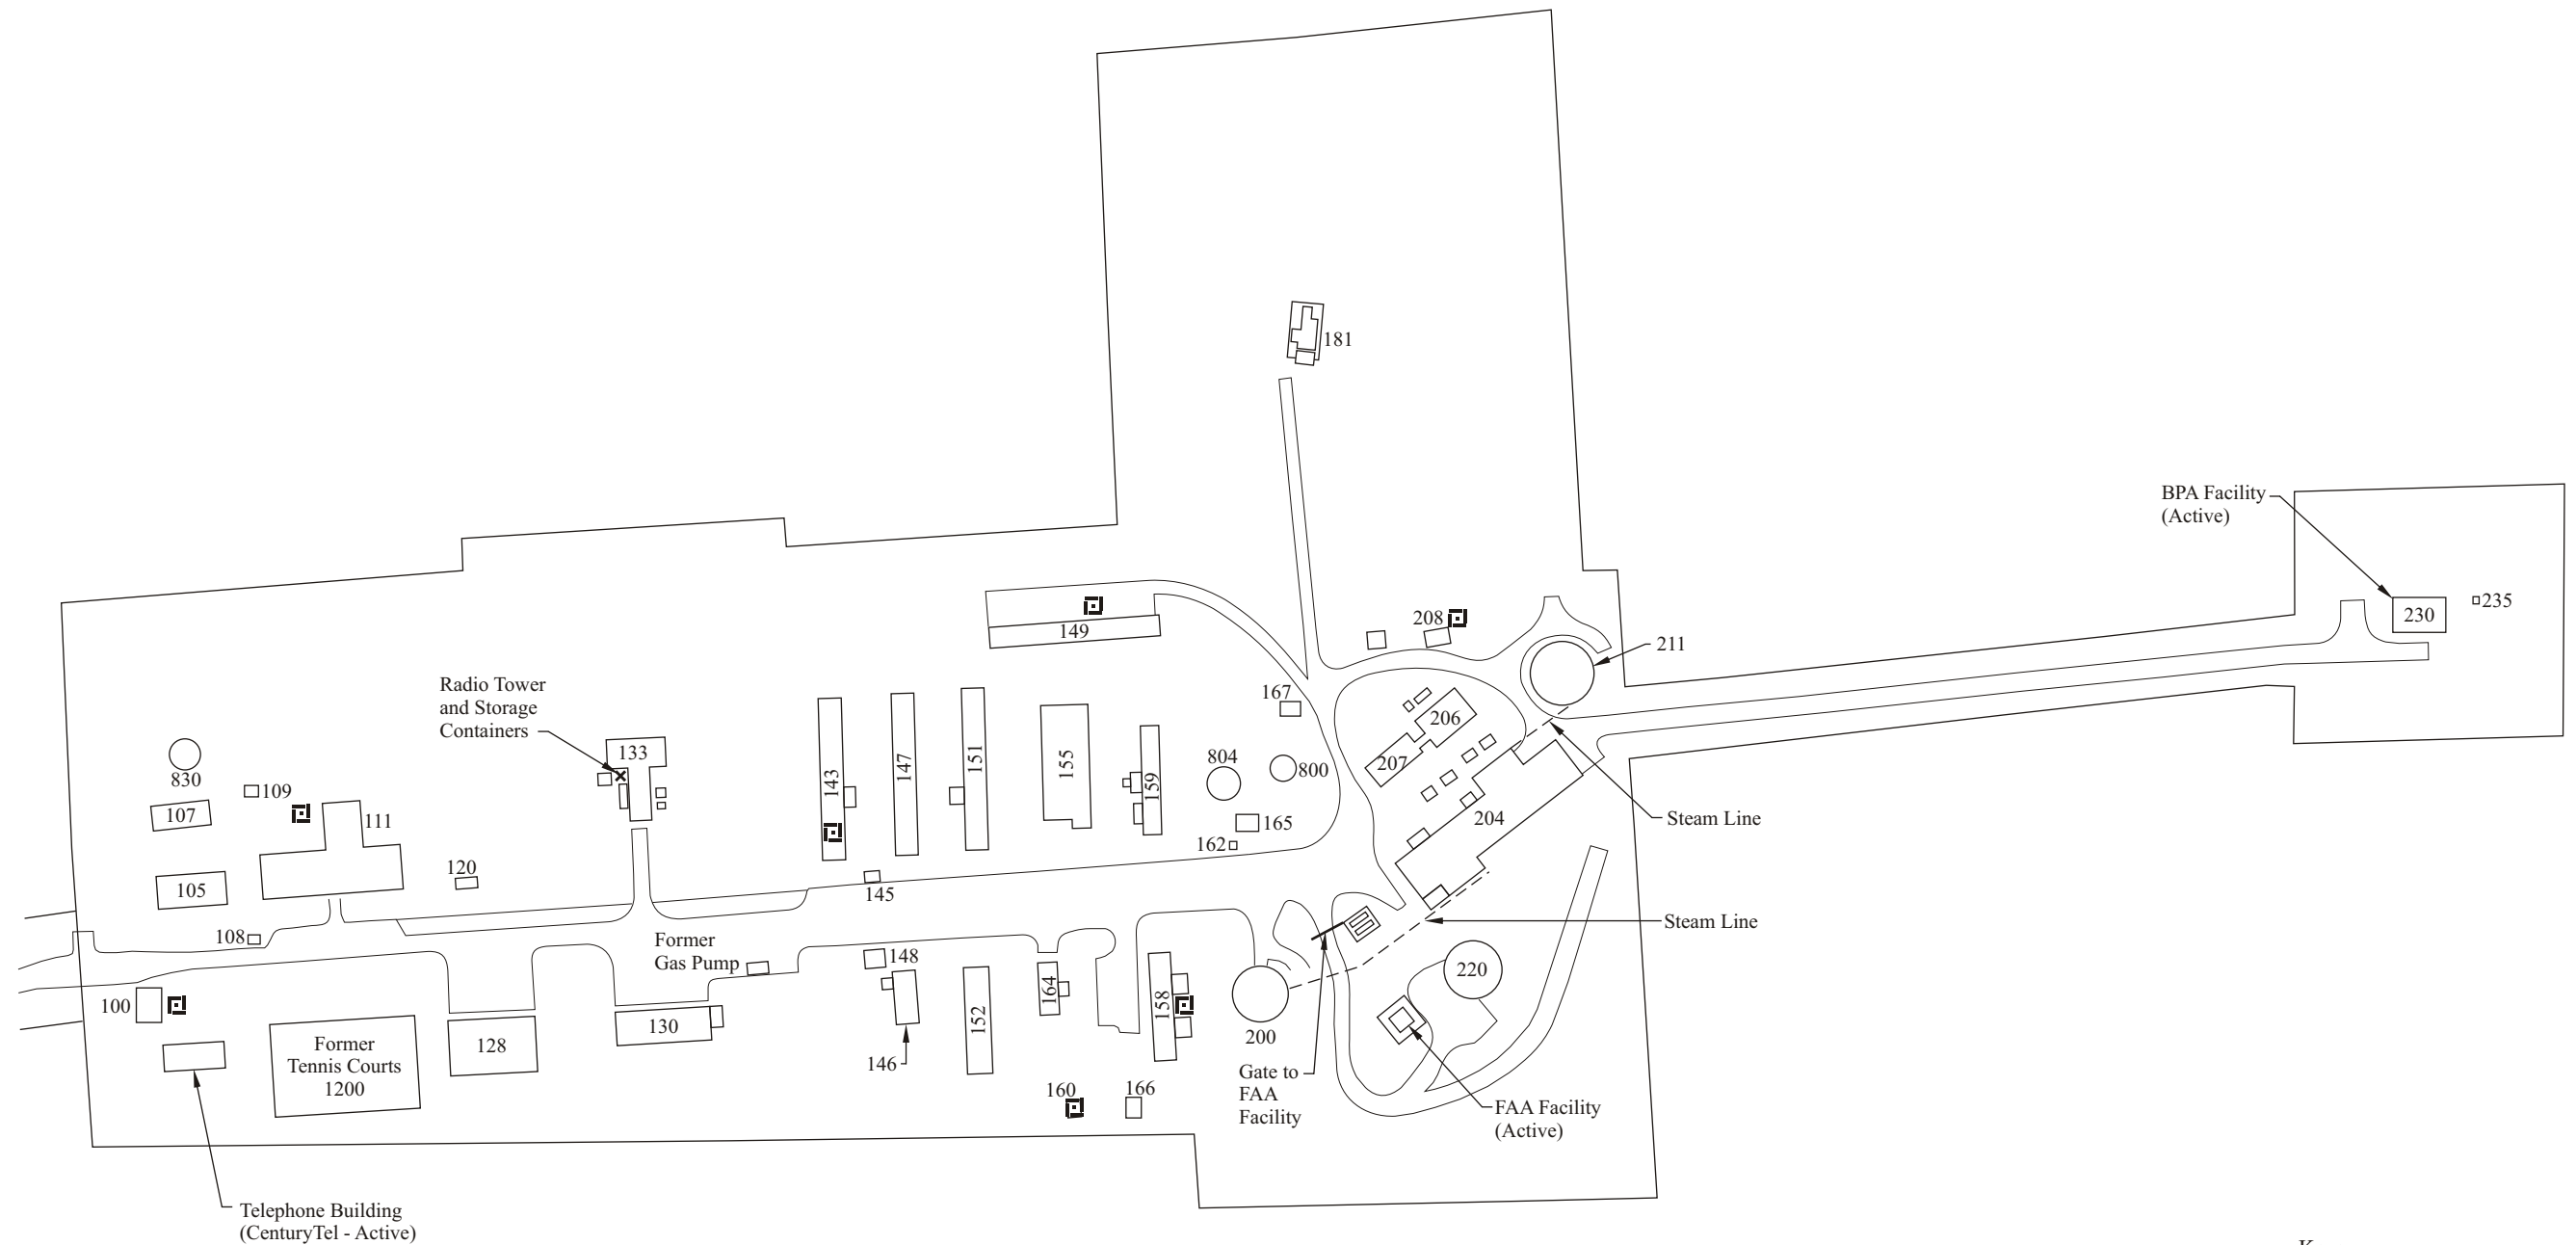 181
BPA Facility
(Active)
230
235
208
149
211
Radio Tower
and Storage
Containers
167
206
133
830
109
107
111
143
147
151
155
159
804
800
207
165
162
204
Steam Line
105
120
145
108
Former
Gas Pump
148
Steam Line
100
164
158
220
130
152
200
128
Former
Tennis Courts
1200
146
Gate to
FAA
Facility
160
166
FAA Facility
(Active)
Telephone Building
(CenturyTel - Active)